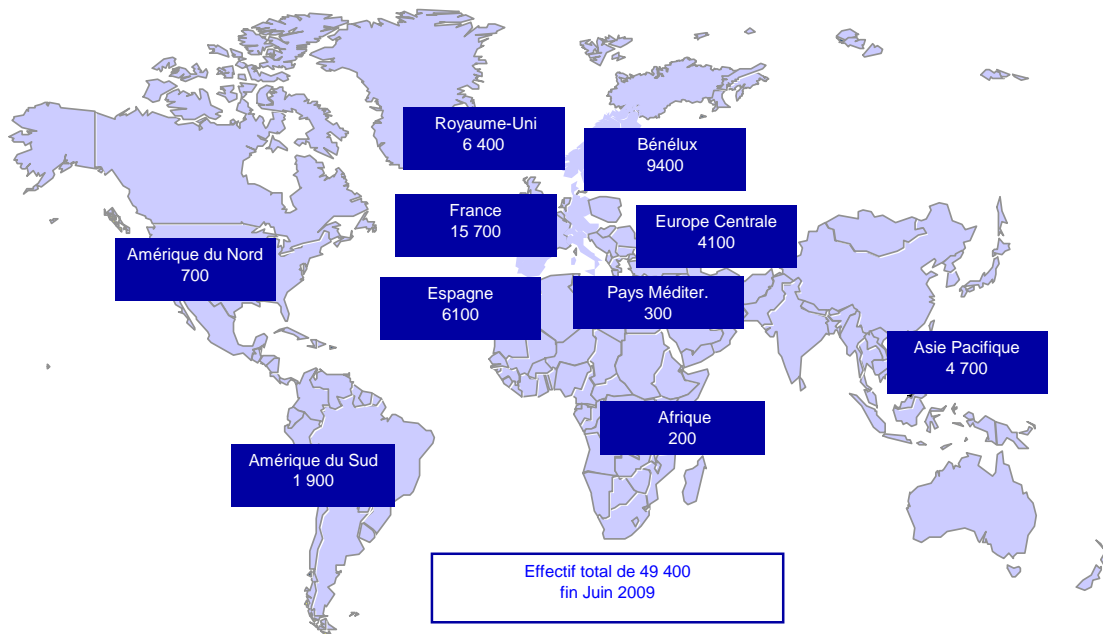 Royaume-Uni
6 400
Bénélux
9400
France
15 700
Europe Centrale
4100
Amérique du Nord
700
Espagne
6100
Pays Méditer.
300
Asie Pacifique
4 700
Afrique
200
Amérique du Sud
1 900
Effectif total de 49 400
fin Juin 2009